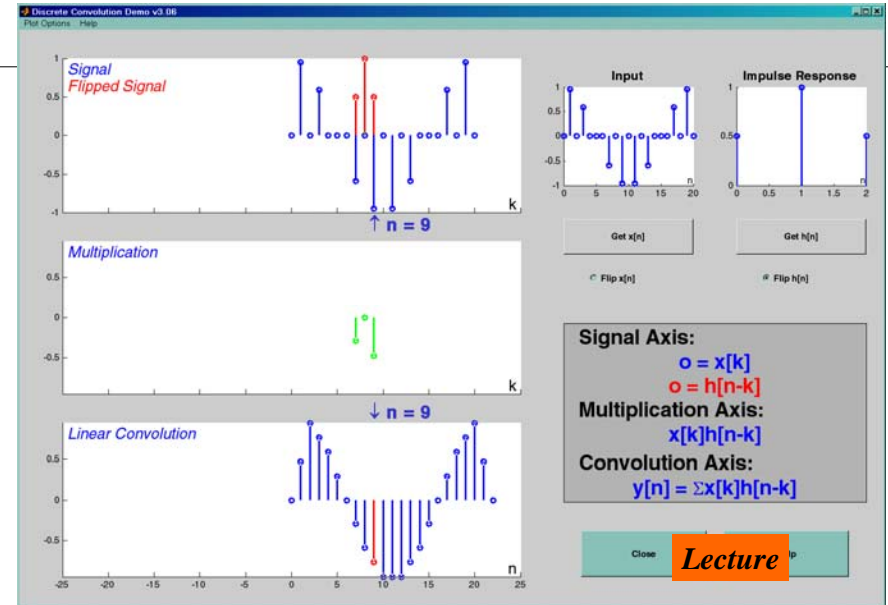 Discrete Convolution Demo v3.06
Plot Options Help
Signal
Flipped Signal
1
0.5
0
-0.5
-1
k
↑ n = 9
Multiplication
0.5
0
-0.5
k
↓ n = 9
Linear Convolution
0.5
0
-0.5
n
-25 -20 -15 -10 -5 0 5 10 15 20 25
Input
1
0.5
0
-0.5
-1
n
0 5 10 15 20
Impulse Response
1
0.5
0
n
0 0.5 1 1.5 2
Get x[n]
Get h[n]
Flip x[n]
Flip h[n]
Signal Axis:
o = x[k]
o = h[n-k]
Multiplication Axis:
x[k]h[n-k]
Convolution Axis:
y[n] = Σx[k]h[n-k]
Close
Lecture